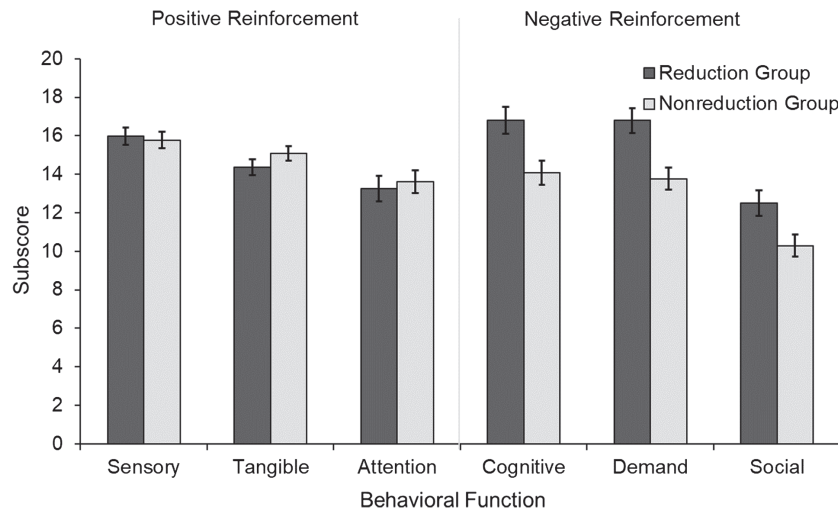 Positive Reinforcement
Negative Reinforcement
Reduction Group
Nonreduction Group
20
18
16
14
12
10
8
6
4
2
0
Subscore
Sensory
Tangible
Attention
Cognitive
Demand
Social
Behavioral Function